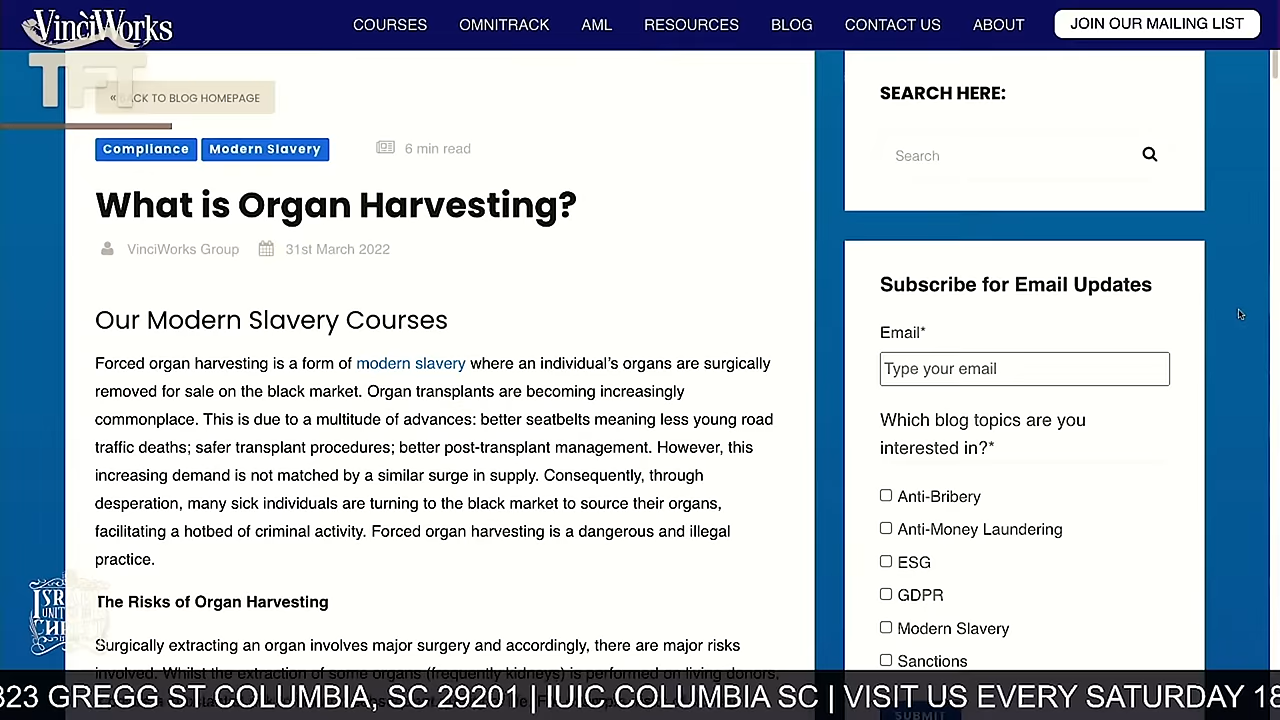 VinciWorks
COURSES OMNITRACK AML RESOURCES BLOG CONTACT US ABOUT JOIN OUR MAILING LIST
TFT
« BACK TO BLOG HOMEPAGE
Compliance Modern Slavery 6 min read
What is Organ Harvesting?
VinciWorks Group 31st March 2022
Our Modern Slavery Courses
Forced organ harvesting is a form of modern slavery where an individual’s organs are surgically
removed for sale on the black market. Organ transplants are becoming increasingly
commonplace. This is due to a multitude of advances: better seatbelts meaning less young road
traffic deaths; safer transplant procedures; better post-transplant management. However, this
increasing demand is not matched by a similar surge in supply. Consequently, through
desperation, many sick individuals are turning to the black market to source their organs,
facilitating a hotbed of criminal activity. Forced organ harvesting is a dangerous and illegal
practice.
The Risks of Organ Harvesting
Surgically extracting an organ involves major surgery and accordingly, there are major risks
involved. Whilst the extraction of some organs (frequently kidneys) is performed on living donors,
SEARCH HERE:
Search
Subscribe for Email Updates
Email*
Type your email
Which blog topics are you
interested in?*
Anti-Bribery
Anti-Money Laundering
ESG
GDPR
Modern Slavery
Sanctions
SUBMIT
323 GREGG ST COLUMBIA, SC 29201 | IUIC COLUMBIA SC | VISIT US EVERY SATURDAY 18